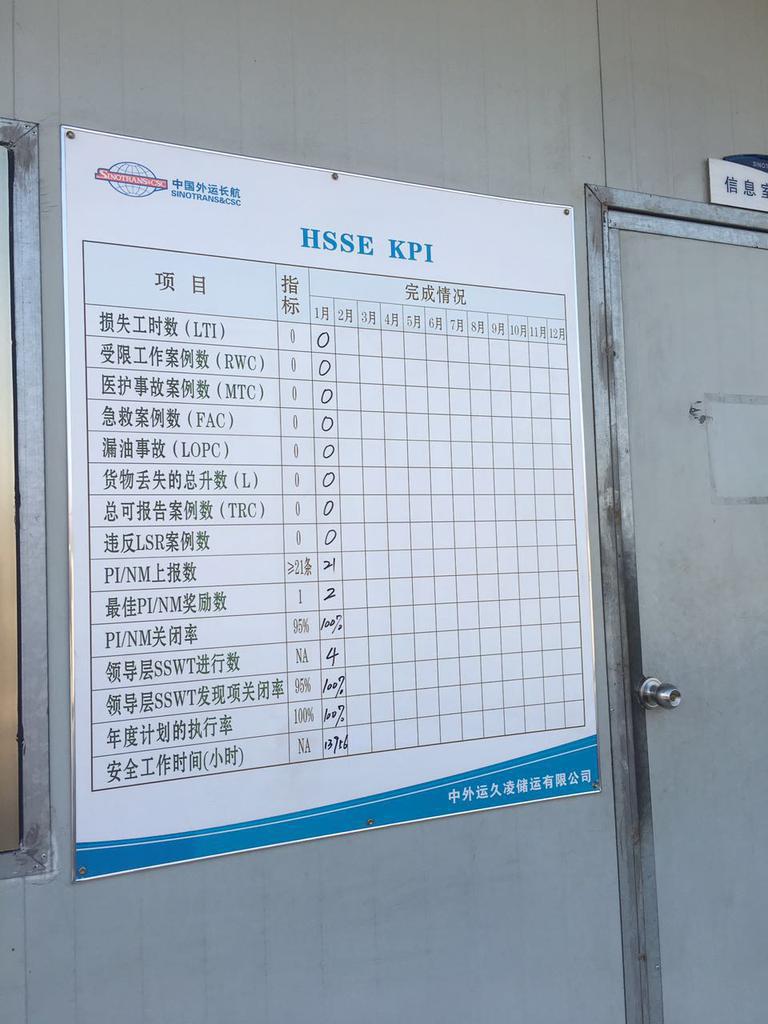 SINOTRANS&CSC 中国外运长航
SINOTRANS&CSC
HSSE KPI
项目 指标 完成情况
1月 2月 3月 4月 5月 6月 7月 8月 9月 10月 11月 12月
损失工时数(LTI) 0 0
受限工作案例数(RWC) 0 0
医护事故案例数(MTC) 0 0
急救案例数(FAC) 0 0
漏油事故(LOPC) 0 0
货物丢失的总升数(L) 0 0
总可报告案例数(TRC) 0 0
违反LSR案例数 0 0
PI/NM上报数 ≥21条 21
最佳PI/NM奖励数 1 2
PI/NM关闭率 95% 100%
领导层SSWT进行数 NA 4
领导层SSWT发现项关闭率 95% 100%
年度计划的执行率 100% 100%
安全工作时间(小时) NA 13756
中外运久凌储运有限公司
信息室